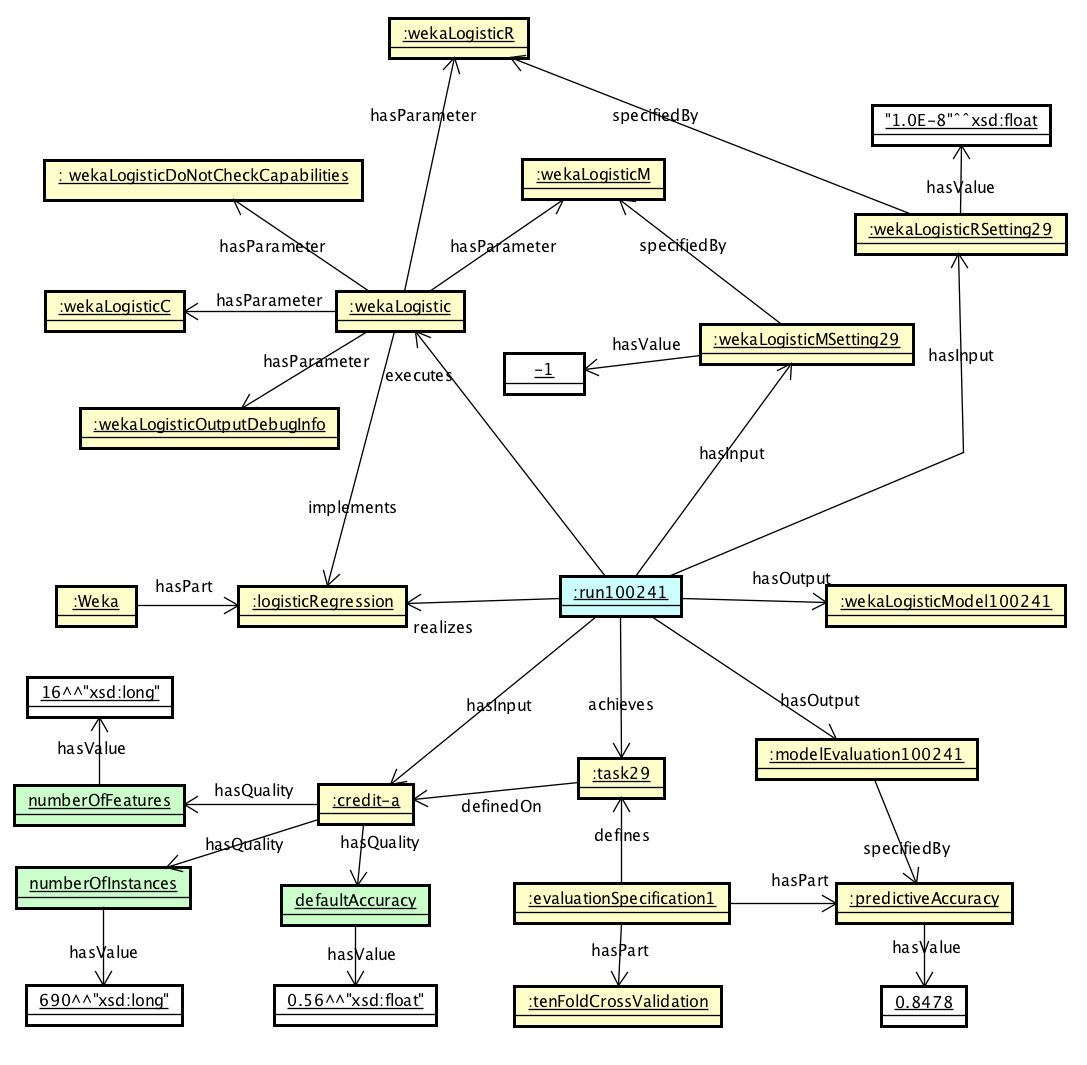 :wekaLogisticR
hasParameter
specifiedBy
"1.0E-8"^^xsd:float
: wekaLogisticDoNotCheckCapabilities
:wekaLogisticM
hasValue
:wekaLogisticRSetting29
hasParameter
hasParameter
specifiedBy
:wekaLogisticC
hasParameter
:wekaLogistic
:wekaLogisticMSetting29
hasValue
hasInput
hasParameter
executes
-1
:wekaLogisticOutputDebugInfo
hasInput
implements
:Weka
hasPart
:logisticRegression
realizes
:run100241
hasOutput
:wekaLogisticModel100241
16^^"xsd:long"
hasInput
achieves
hasOutput
hasValue
:modelEvaluation100241
numberOfFeatures
hasQuality
:credit-a
definedOn
:task29
hasQuality
hasQuality
defines
specifiedBy
numberOfInstances
defaultAccuracy
:evaluationSpecification1
hasPart
:predictiveAccuracy
hasValue
hasValue
hasPart
hasValue
690^^"xsd:long"
0.56^^"xsd:float"
:tenFoldCrossValidation
0.8478